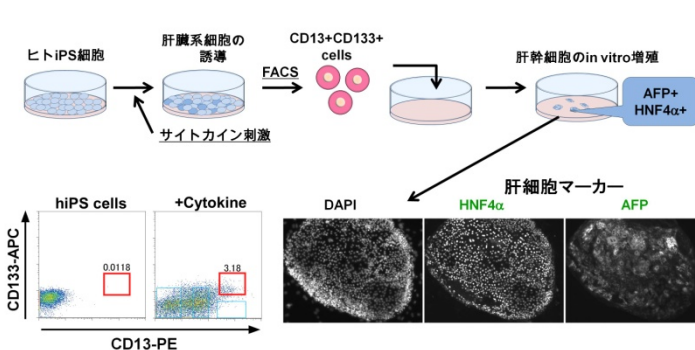 ヒトiPS細胞
肝臓系細胞の
誘導
サイトカイン刺激
FACS
CD13+CD133+
cells
肝幹細胞のin vitro増殖
AFP+
HNF4α+
hiPS cells
+Cytokine
0.0118
3.18
CD133-APC
CD13-PE
肝細胞マーカー
DAPI
HNF4α
AFP